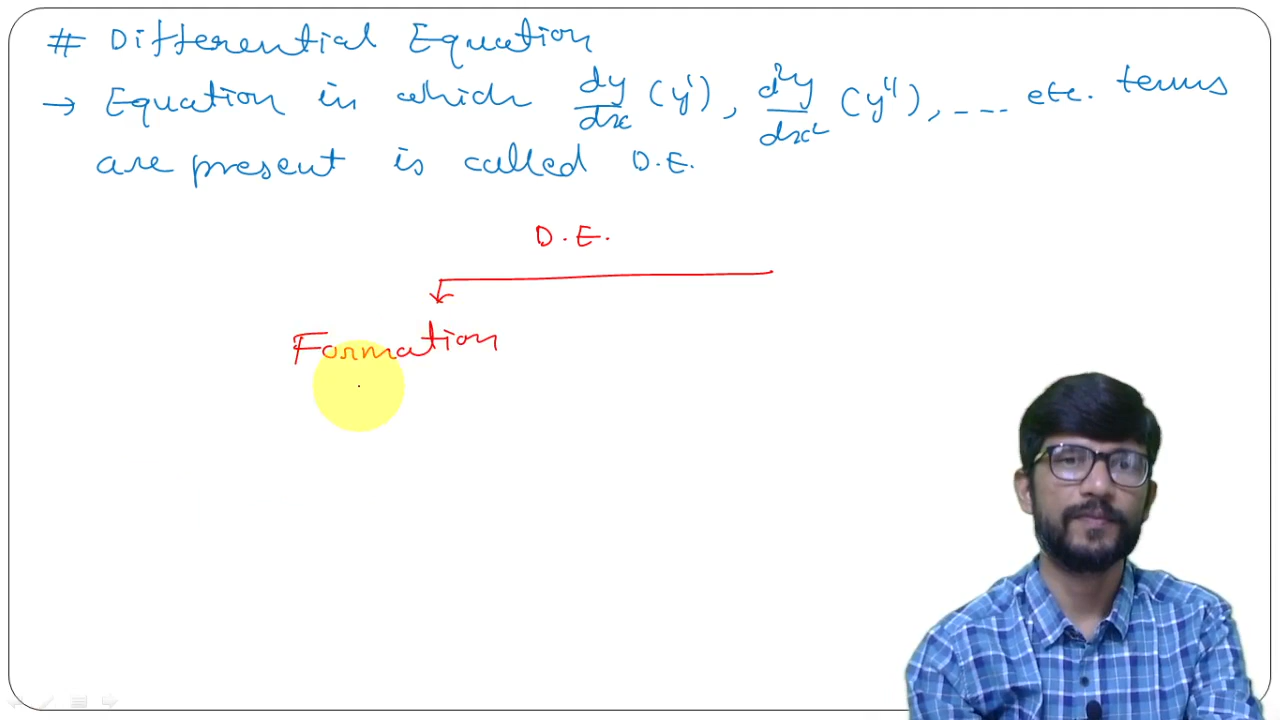 # Differential Equation
→ Equation in which dy/dx (y'), d²y/dx² (y''), ---- etc. terms
are present is called D.E.
D.E.
Formation